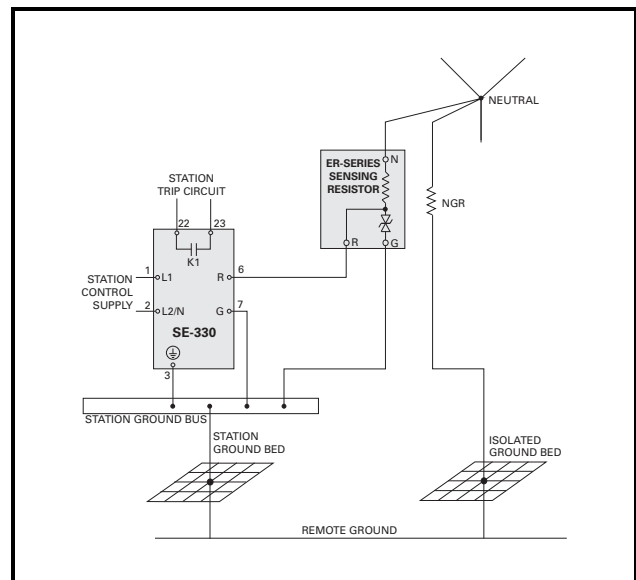 NEUTRAL
ER-SERIES
SENSING
RESISTOR
N
R
G
NGR
STATION
TRIP CIRCUIT
22
23
K1
STATION
CONTROL
SUPPLY
1
L1
2
L2/N
R
6
G
7
SE-330
3
STATION GROUND BUS
STATION
GROUND BED
ISOLATED
GROUND BED
REMOTE GROUND